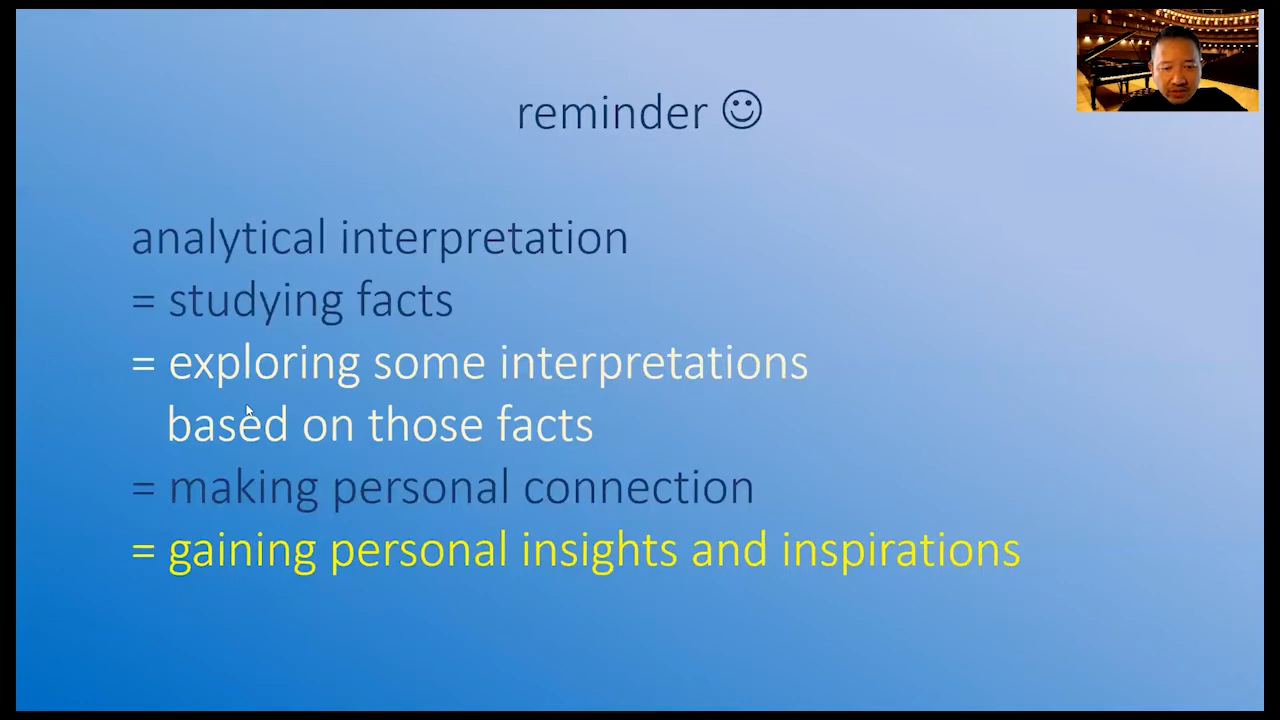 reminder ☺
analytical interpretation
= studying facts
= exploring some interpretations
based on those facts
= making personal connection
= gaining personal insights and inspirations